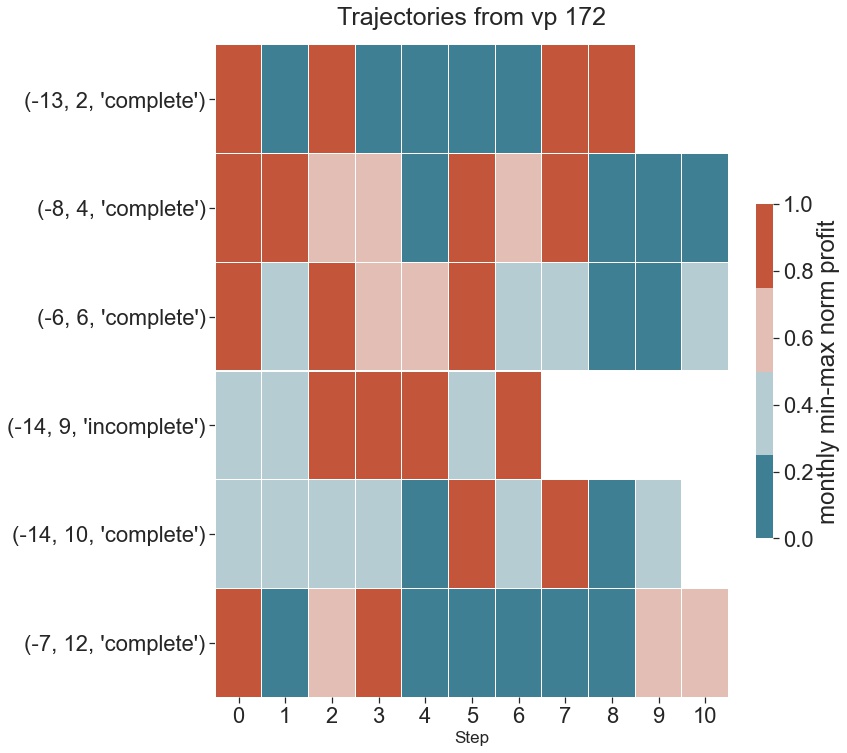 Trajectories from vp 172
(-13, 2, 'complete')
(-8, 4, 'complete')
(-6, 6, 'complete')
(-14, 9, 'incomplete')
(-14, 10, 'complete')
(-7, 12, 'complete')
0 1 2 3 4 5 6 7 8 9 10
Step
1.0
0.8
0.6
0.4
0.2
0.0
monthly min-max norm profit